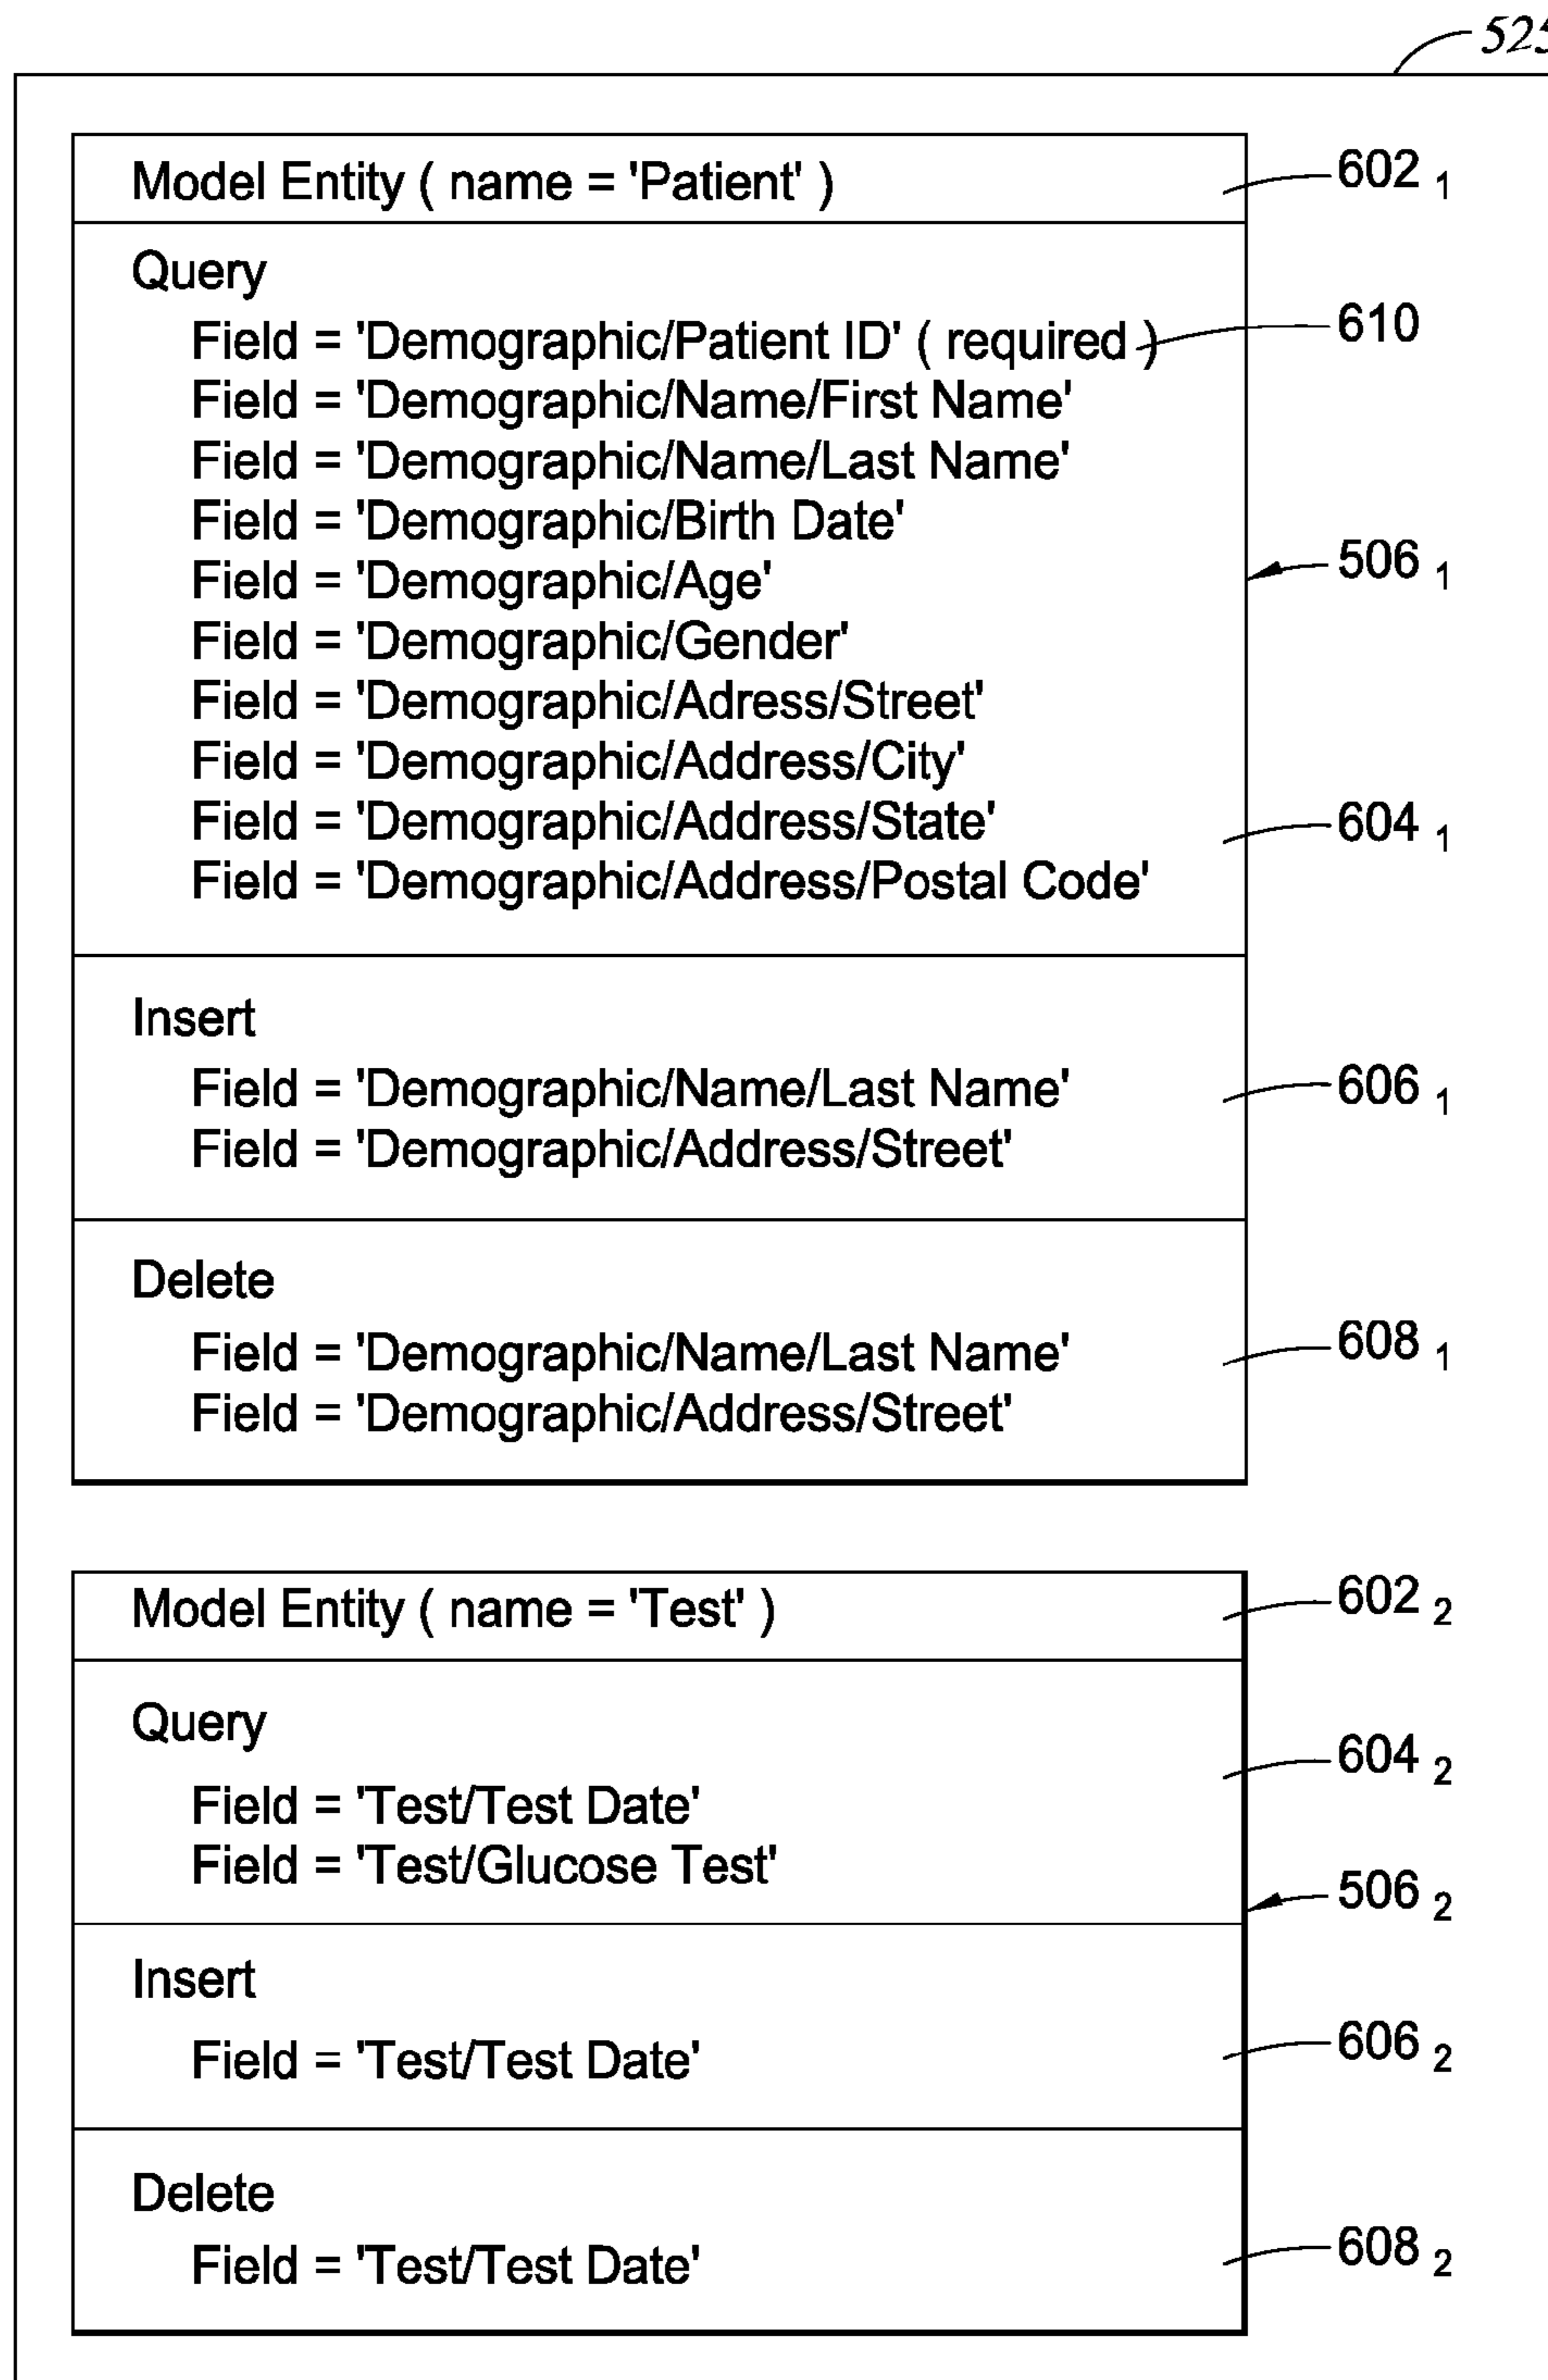 525
Model Entity ( name = 'Patient' ) 602 1
Query
Field = 'Demographic/Patient ID' ( required ) 610
Field = 'Demographic/Name/First Name'
Field = 'Demographic/Name/Last Name'
Field = 'Demographic/Birth Date'
Field = 'Demographic/Age' 506 1
Field = 'Demographic/Gender'
Field = 'Demographic/Adress/Street'
Field = 'Demographic/Address/City'
Field = 'Demographic/Address/State' 604 1
Field = 'Demographic/Address/Postal Code'
Insert
Field = 'Demographic/Name/Last Name' 606 1
Field = 'Demographic/Address/Street'
Delete
Field = 'Demographic/Name/Last Name' 608 1
Field = 'Demographic/Address/Street'
Model Entity ( name = 'Test' ) 602 2
Query
604 2
Field = 'Test/Test Date'
Field = 'Test/Glucose Test'
506 2
Insert
Field = 'Test/Test Date' 606 2
Delete
Field = 'Test/Test Date' 608 2